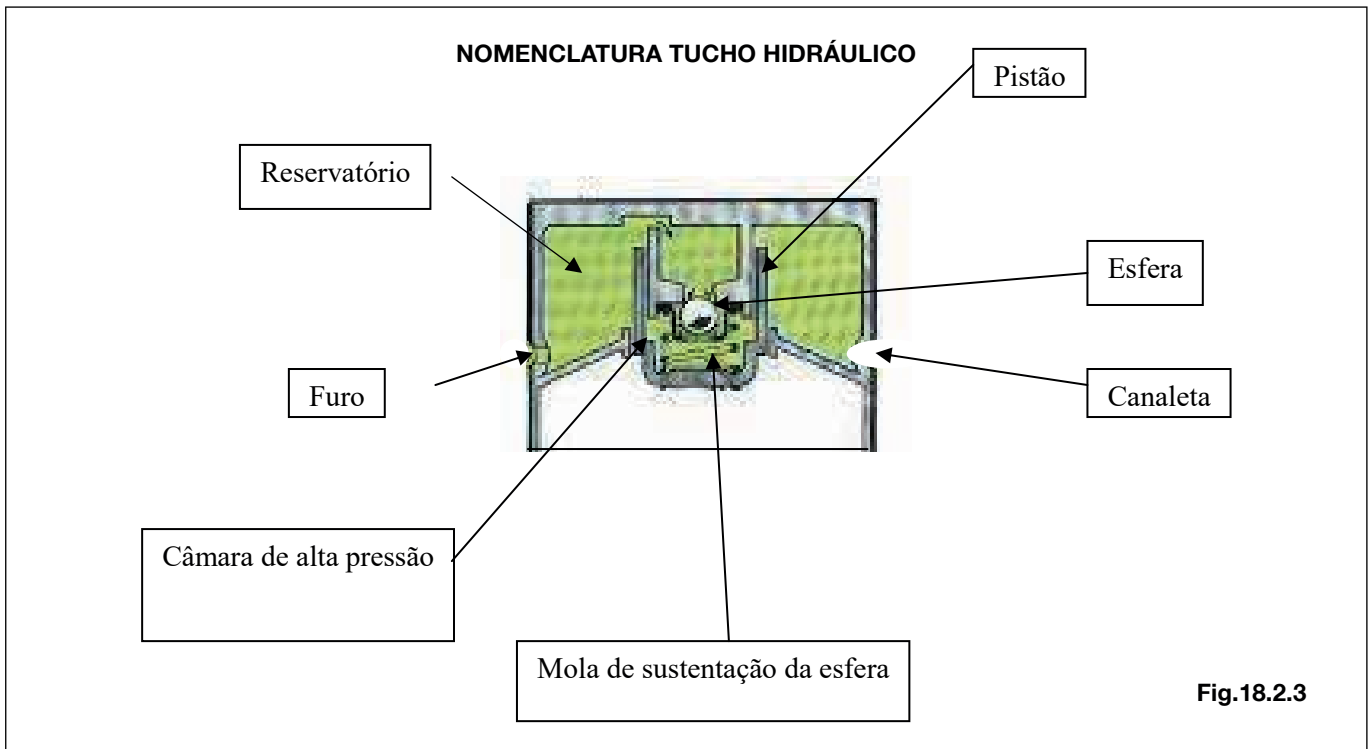 NOMENCLATURA TUCHO HIDRÁULICO
Pistão
Reservatório
Esfera
Furo
Canaleta
Câmara de alta pressão
Mola de sustentação da esfera
Fig.18.2.3